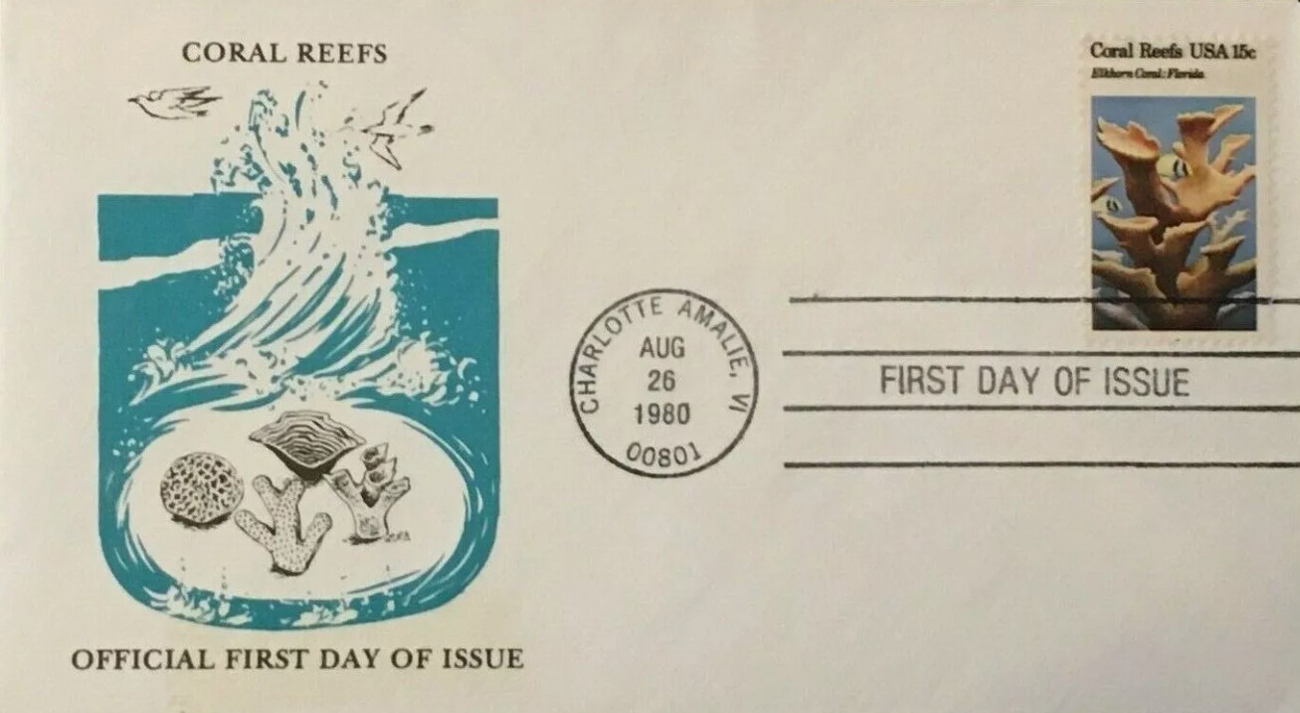 CORAL REEFS
Coral Reefs USA 15c
Elkhorn Coral: Florida
CHARLOTTE AMALIE, VI
AUG
26
1980
00801
FIRST DAY OF ISSUE
OFFICIAL FIRST DAY OF ISSUE